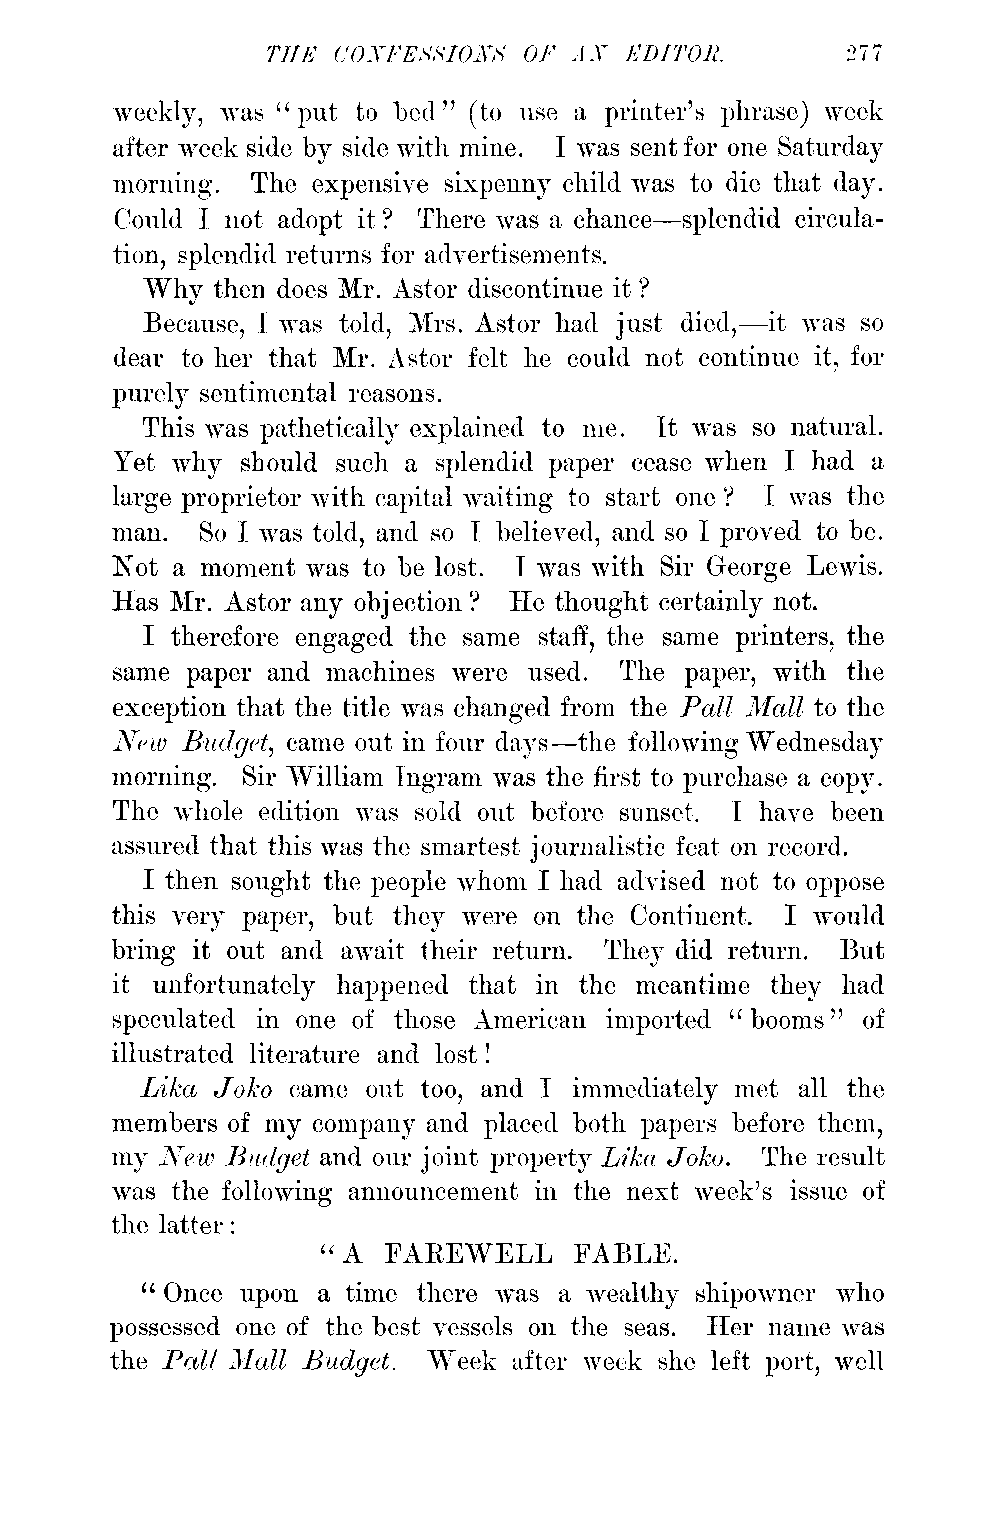 THE CONFESSIONS OF AN EDITOR. 277
weekly, was “put to bed” (to use a printer’s phrase) week
after week side by side with mine. I was sent for one Saturday
morning. The expensive sixpenny child was to die that day.
Could I not adopt it? There was a chance—splendid circula-
tion, splendid returns for advertisements.
Why then does Mr. Astor discontinue it?
Because, I was told, Mrs. Astor had just died,—it was so
dear to her that Mr. Astor felt he could not continue it, for
purely sentimental reasons.
This was pathetically explained to me. It was so natural.
Yet why should such a splendid paper cease when I had a
large proprietor with capital waiting to start one? I was the
man. So I was told, and so I believed, and so I proved to be.
Not a moment was to be lost. I was with Sir George Lewis.
Has Mr. Astor any objection? He thought certainly not.
I therefore engaged the same staff, the same printers, the
same paper and machines were used. The paper, with the
exception that the title was changed from the Pall Mall to the
New Budget, came out in four days—the following Wednesday
morning. Sir William Ingram was the first to purchase a copy.
The whole edition was sold out before sunset. I have been
assured that this was the smartest journalistic feat on record.
I then sought the people whom I had advised not to oppose
this very paper, but they were on the Continent. I would
bring it out and await their return. They did return. But
it unfortunately happened that in the meantime they had
speculated in one of those American imported “booms” of
illustrated literature and lost!
Lika Joko came out too, and I immediately met all the
members of my company and placed both papers before them,
my New Budget and our joint property Lika Joko. The result
was the following announcement in the next week’s issue of
the latter:
“A FAREWELL FABLE.
“Once upon a time there was a wealthy shipowner who
possessed one of the best vessels on the seas. Her name was
the Pall Mall Budget. Week after week she left port, well